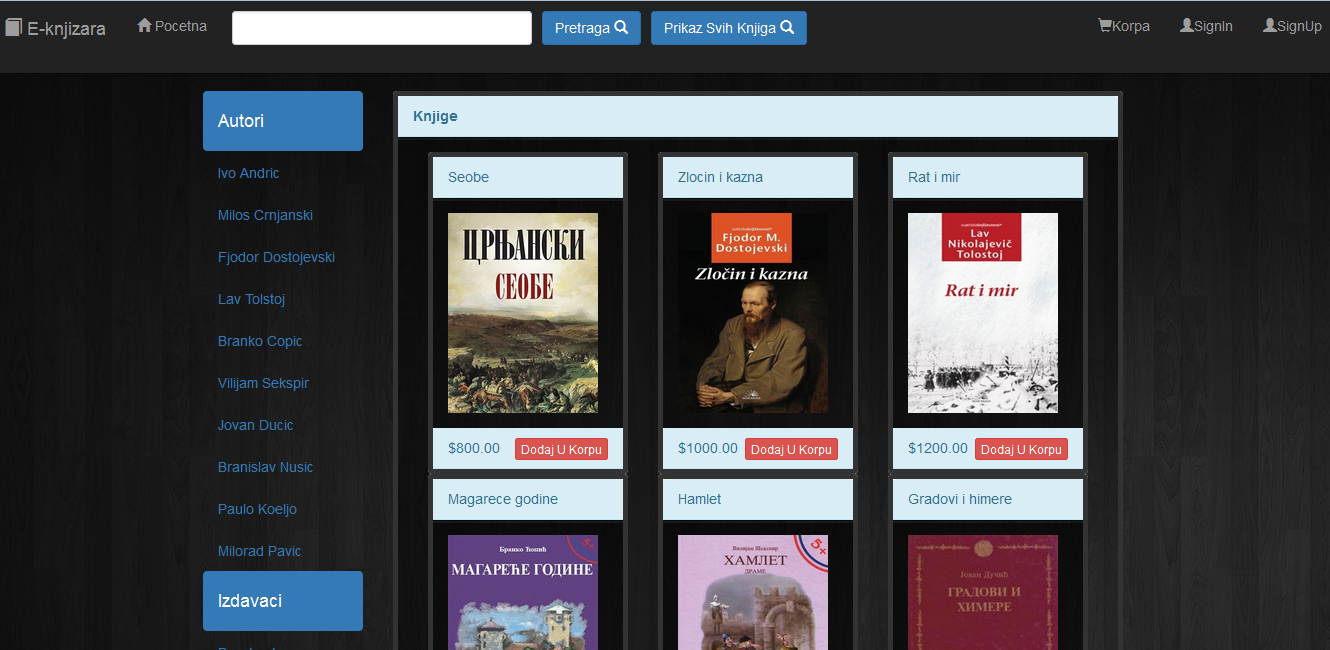 E-knjizara
Pocetna
Pretraga
Prikaz Svih Knjiga
Korpa
SignIn
SignUp
Autori
Ivo Andric
Milos Crnjanski
Fjodor Dostojevski
Lav Tolstoj
Branko Copic
Vilijam Sekspir
Jovan Ducic
Branislav Nusic
Paulo Koeljo
Milorad Pavic
Izdavaci
Knjige
Seobe
ЦРЊАНСКИ
СЕОБЕ
$800.00
Dodaj U Korpu
Zlocin i kazna
Fjodor M.
Dostojevski
Zločin i kazna
$1000.00
Dodaj U Korpu
Rat i mir
Lav
Nikolajevič
Tolostoj
Rat i mir
$1200.00
Dodaj U Korpu
Magarece godine
Бранко Ћопић
5×
МАГАРЕЋЕ ГОДИНЕ
Hamlet
Вилијам Шекспир
5×
ХАМЛЕТ
ДРАМЕ
Gradovi i himere
Јован Дучић
ГРАДОВИ И
ХИМЕРЕ